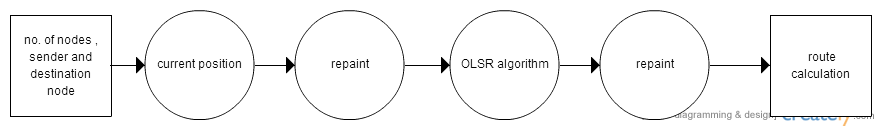 no. of nodes ,
sender and
destination
node
current position
repaint
OLSR algorithm
repaint
route
calculation
diagramming & design
creately
.com